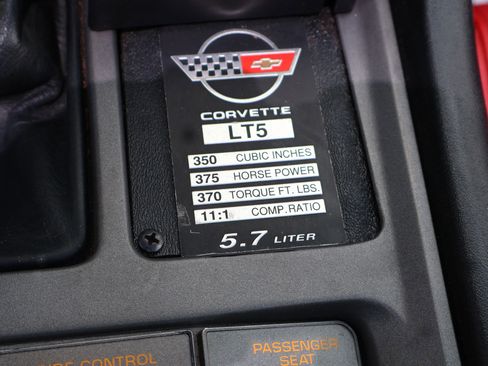 CORVETTE
LT5
350 CUBIC INCHES
375 HORSE POWER
370 TORQUE FT. LBS.
11:1 COMP. RATIO
5.7 LITER
CONTROL
PASSENGER
SEAT